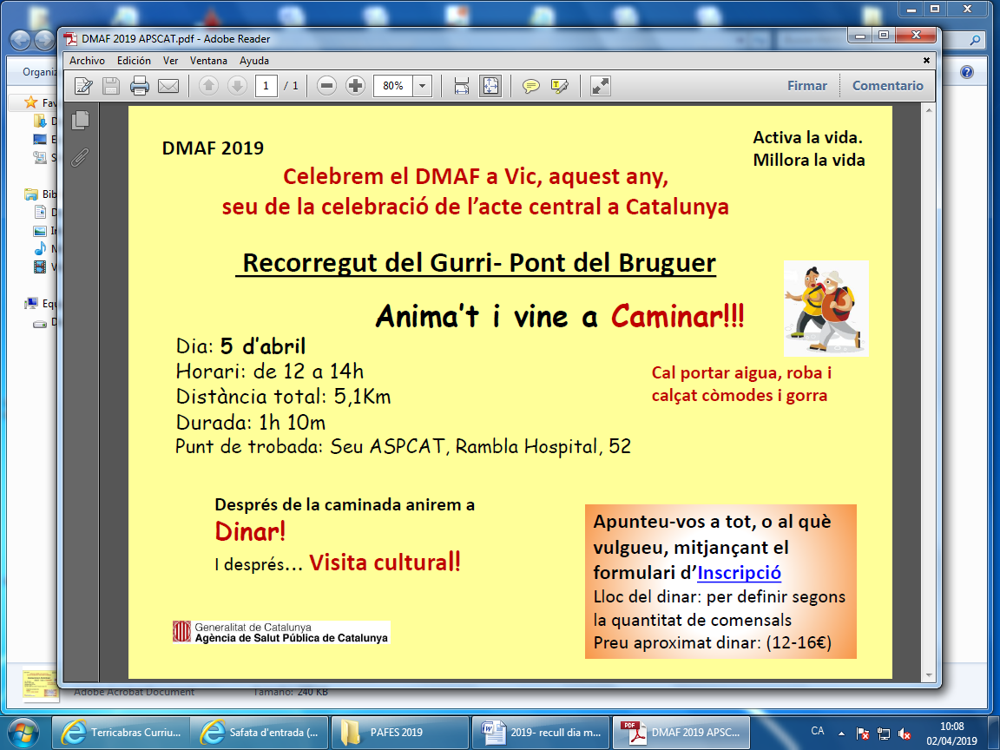 DMAF 2019 APSCAT.pdf - Adobe Reader
Archivo Edición Ver Ventana Ayuda
1 / 1 80% Firmar Comentario
Organiz
Fav
D
E
S
Bib
D
In
M
V
Equ
D
DMAF 2019
Activa la vida.
Millora la vida
Celebrem el DMAF a Vic, aquest any,
seu de la celebració de l’acte central a Catalunya
Recorregut del Gurri- Pont del Bruguer
Anima’t i vine a Caminar!!!
Dia: 5 d’abril
Horari: de 12 a 14h
Distància total: 5,1Km
Durada: 1h 10m
Punt de trobada: Seu ASPCAT, Rambla Hospital, 52
Cal portar aigua, roba i
calçat còmodes i gorra
Després de la caminada anirem a
Dinar!
I després... Visita cultural!
Apunteu-vos a tot, o al què
vulgueu, mitjançant el
formulari d’Inscripció
Lloc del dinar: per definir segons
la quantitat de comensals
Preu aproximat dinar: (12-16€)
Generalitat de Catalunya
Agència de Salut Pública de Catalunya
Adobe Acrobat Document Tamaño: 240 KB
Terricabras Curriu... Safata d'entrada (... PAFES 2019 2019- recull dia m... DMAF 2019 APSC... CA 10:08
02/04/2019